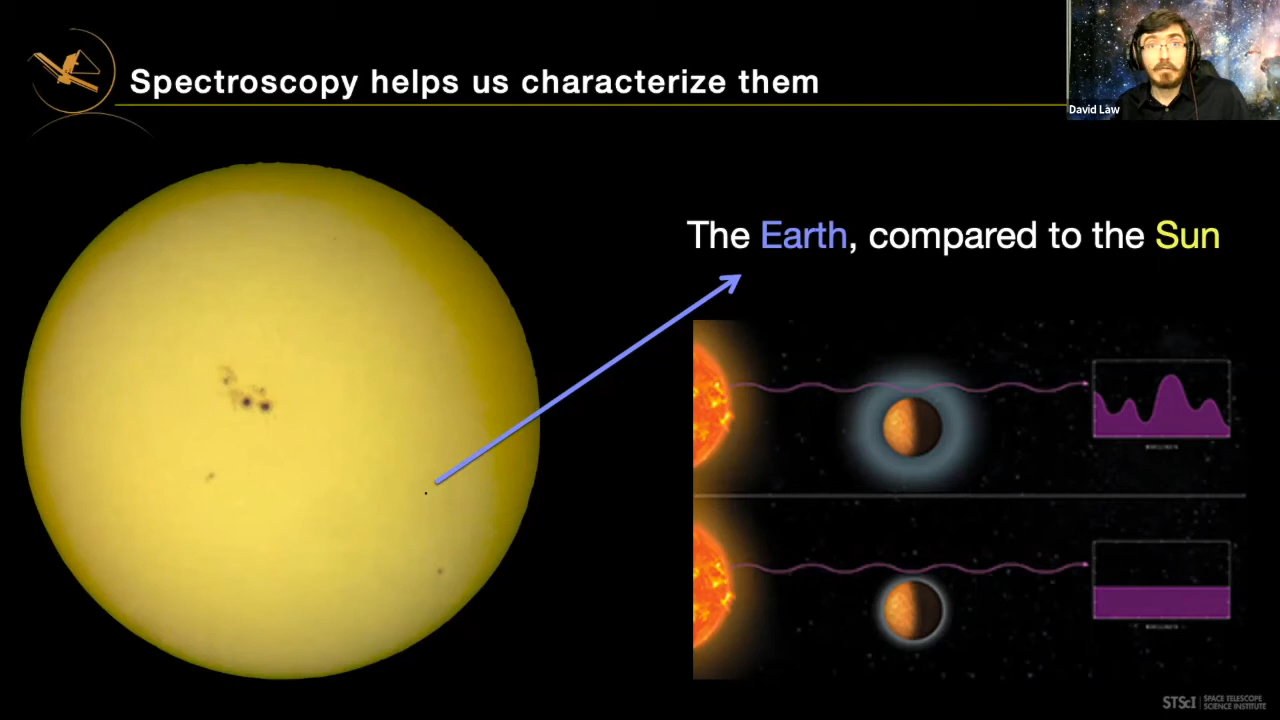 Spectroscopy helps us characterize them
David Law
The Earth, compared to the Sun
STScI | SPACE TELESCOPE
SCIENCE INSTITUTE